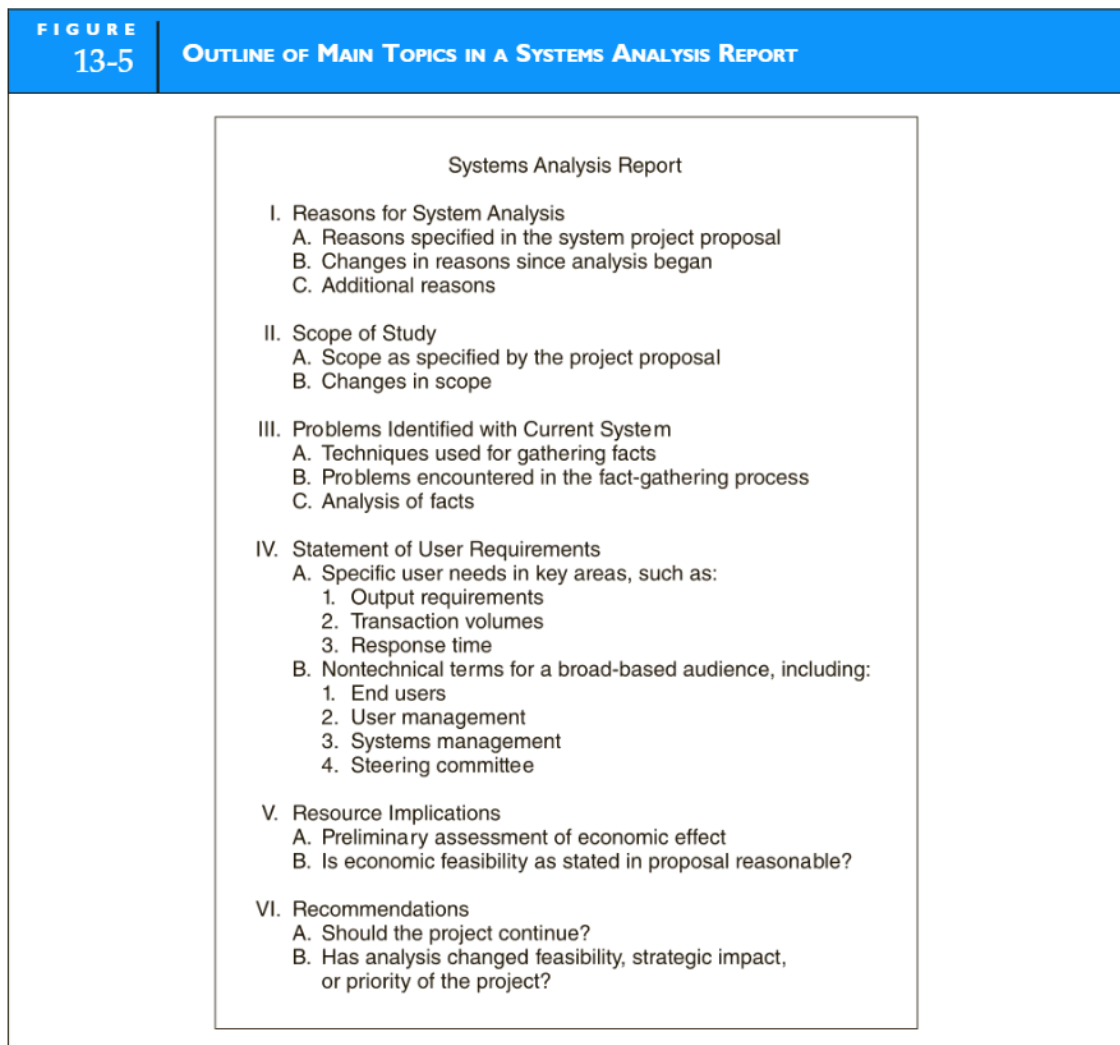 FIGURE
13-5
OUTLINE OF MAIN TOPICS IN A SYSTEMS ANALYSIS REPORT
Systems Analysis Report
I. Reasons for System Analysis
A. Reasons specified in the system project proposal
B. Changes in reasons since analysis began
C. Additional reasons
II. Scope of Study
A. Scope as specified by the project proposal
B. Changes in scope
III. Problems Identified with Current System
A. Techniques used for gathering facts
B. Problems encountered in the fact-gathering process
C. Analysis of facts
IV. Statement of User Requirements
A. Specific user needs in key areas, such as:
1. Output requirements
2. Transaction volumes
3. Response time
B. Nontechnical terms for a broad-based audience, including:
1. End users
2. User management
3. Systems management
4. Steering committee
V. Resource Implications
A. Preliminary assessment of economic effect
B. Is economic feasibility as stated in proposal reasonable?
VI. Recommendations
A. Should the project continue?
B. Has analysis changed feasibility, strategic impact,
or priority of the project?